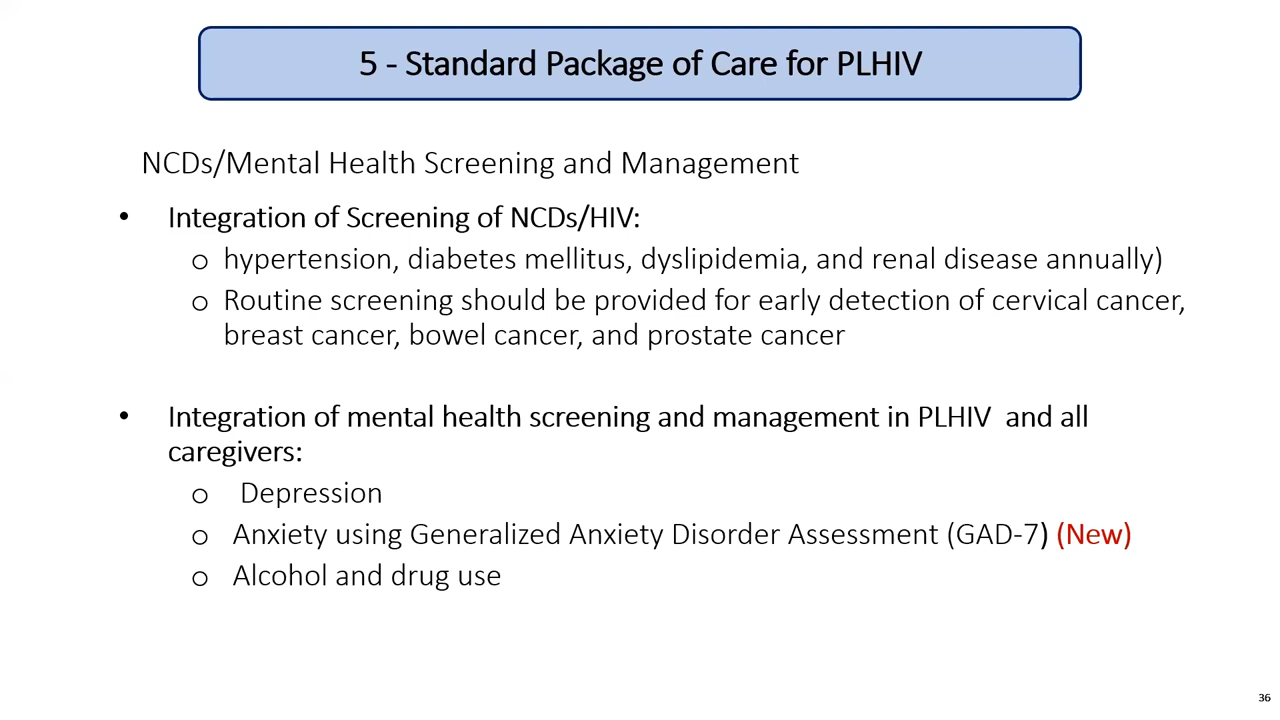 5 - Standard Package of Care for PLHIV
NCDs/Mental Health Screening and Management
• Integration of Screening of NCDs/HIV:
o hypertension, diabetes mellitus, dyslipidemia, and renal disease annually)
o Routine screening should be provided for early detection of cervical cancer,
breast cancer, bowel cancer, and prostate cancer
• Integration of mental health screening and management in PLHIV and all
caregivers:
o Depression
o Anxiety using Generalized Anxiety Disorder Assessment (GAD-7) (New)
o Alcohol and drug use
36